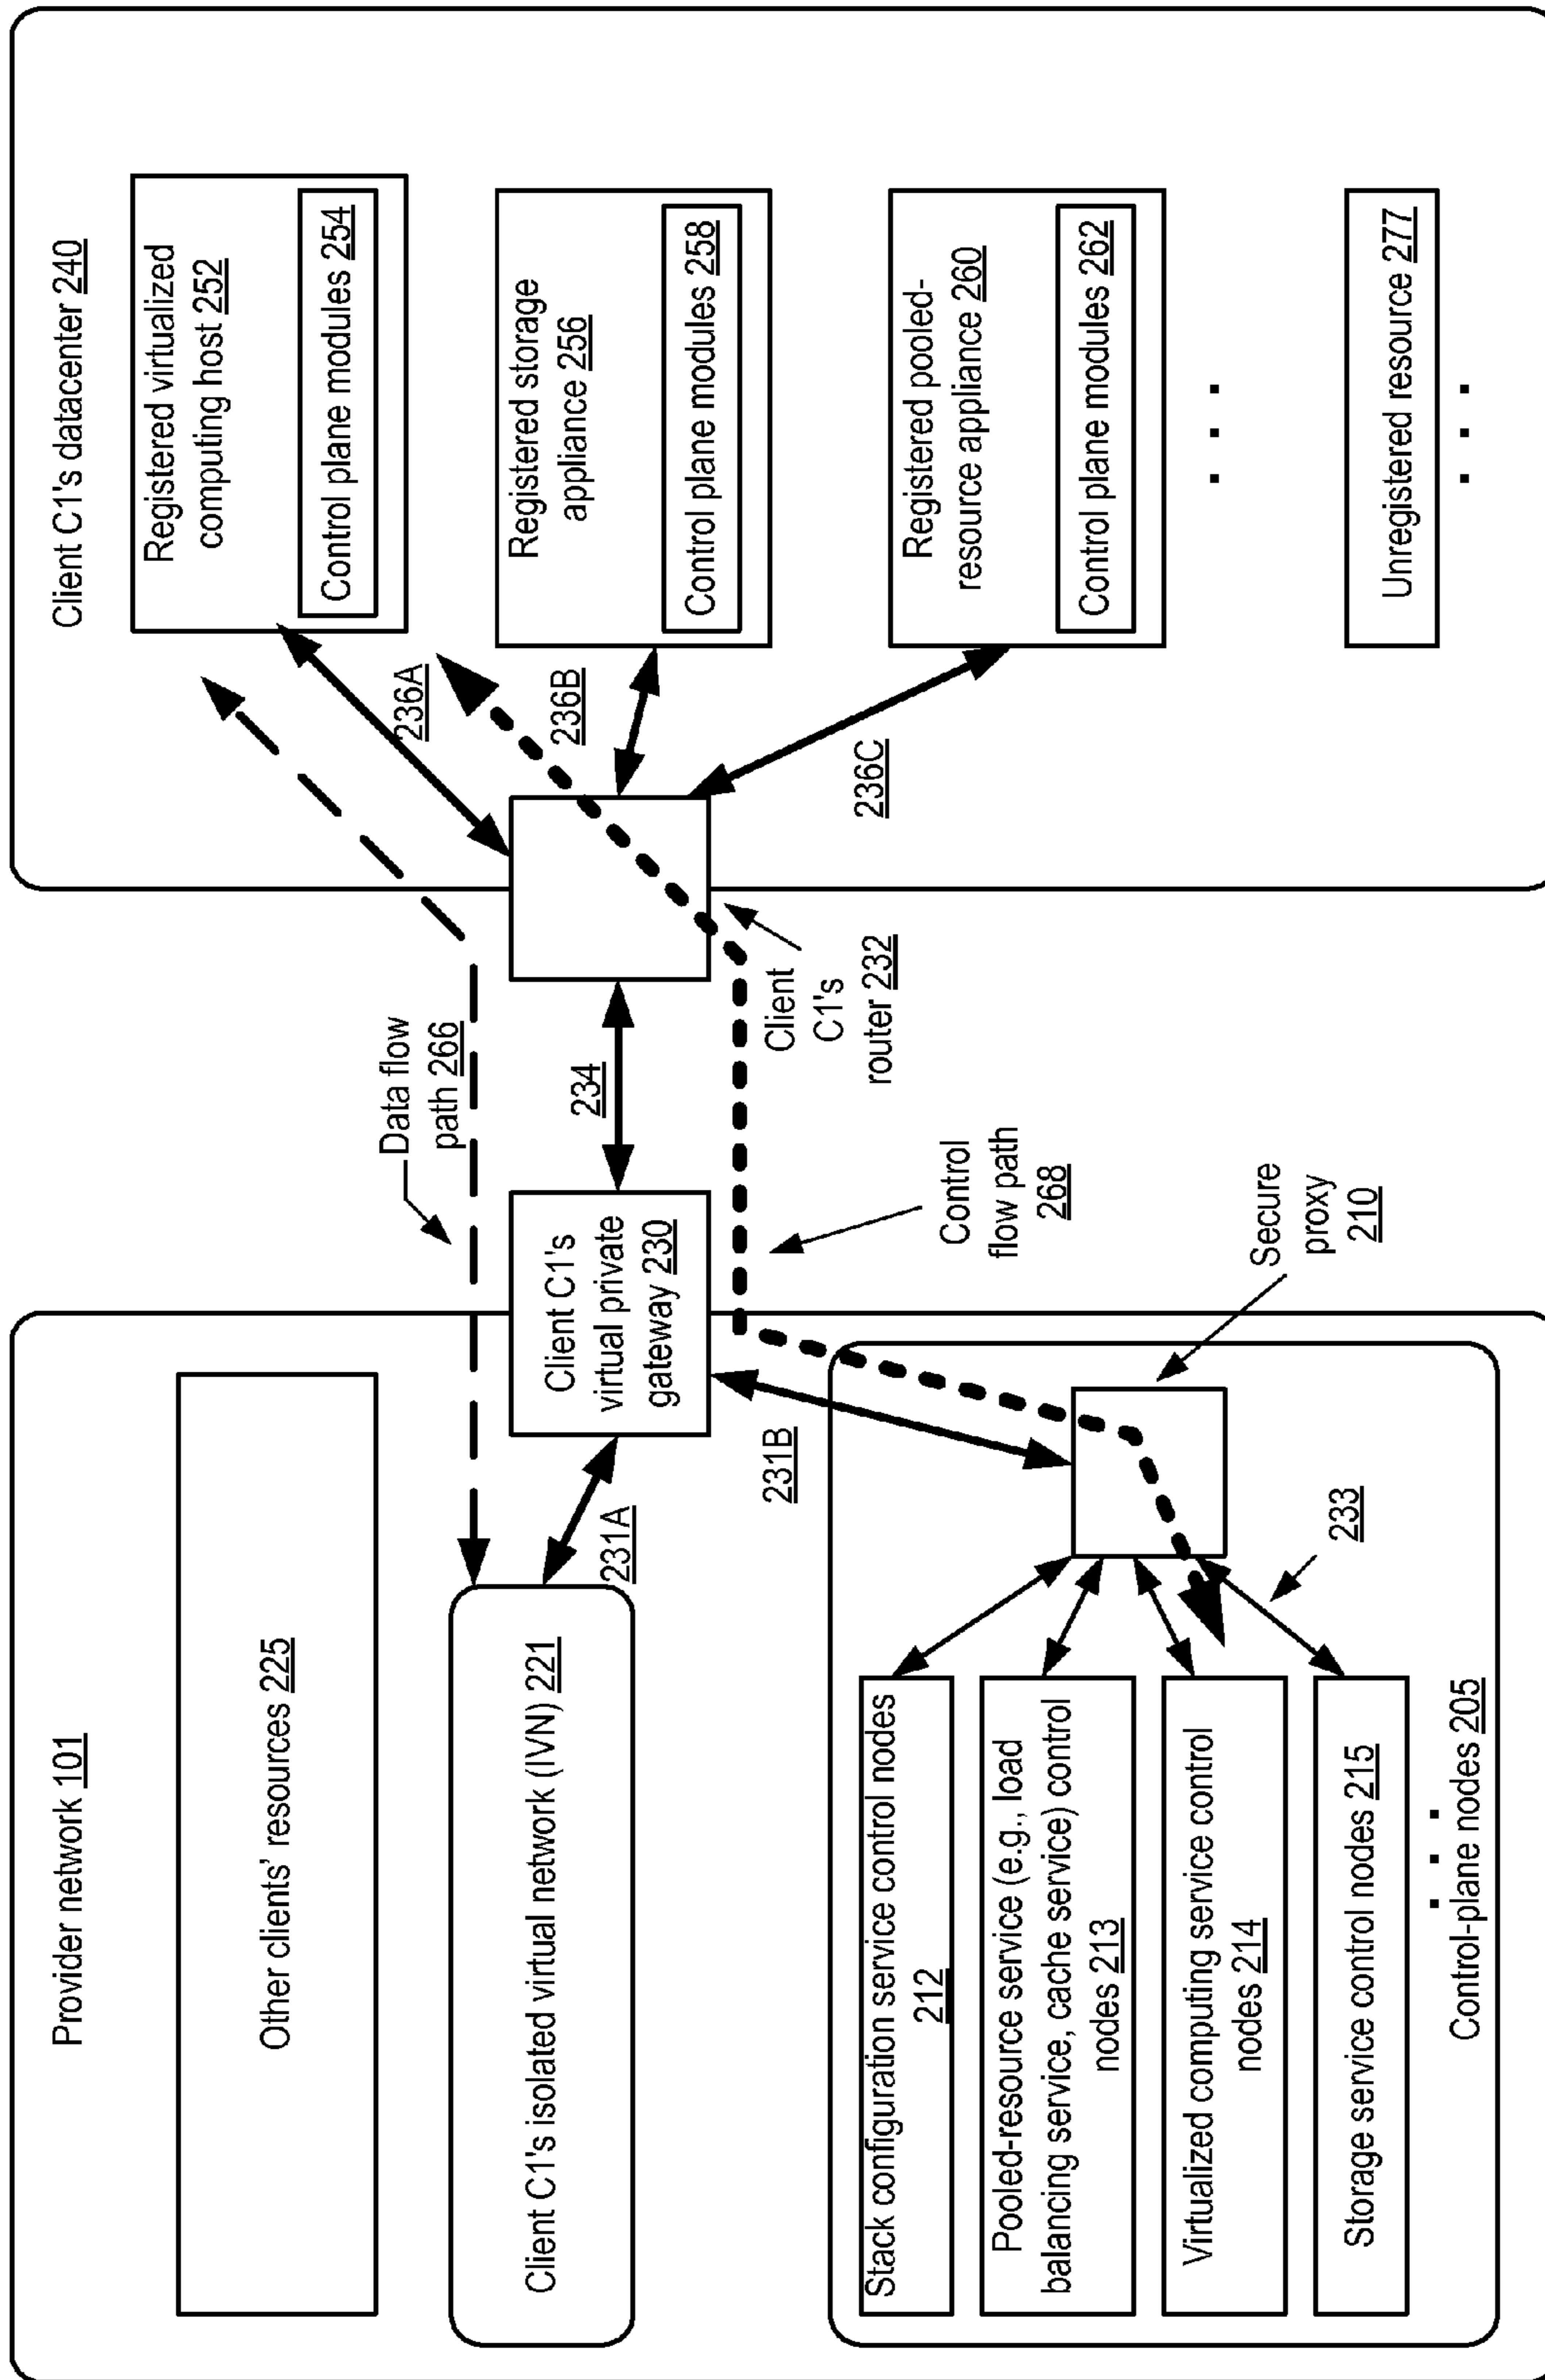 Provider network 101
Other clients' resources 225
Client C1's isolated virtual network (IVN) 221
Stack configuration service control nodes
212
Pooled-resource service (e.g., load
balancing service, cache service) control
nodes 213
Virtualized computing service control
nodes 214
Storage service control nodes 215
. . .
Control-plane nodes 205
231A
231B
233
Client C1's
virtual private
gateway 230
Secure
proxy
210
Data flow
path 266
234
Control
flow path
268
Client
C1's
router 232
236A
236B
236C
Client C1's datacenter 240
Registered virtualized
computing host 252
Control plane modules 254
Registered storage
appliance 256
Control plane modules 258
Registered pooled-
resource appliance 260
Control plane modules 262
. . .
Unregistered resource 277
. . .